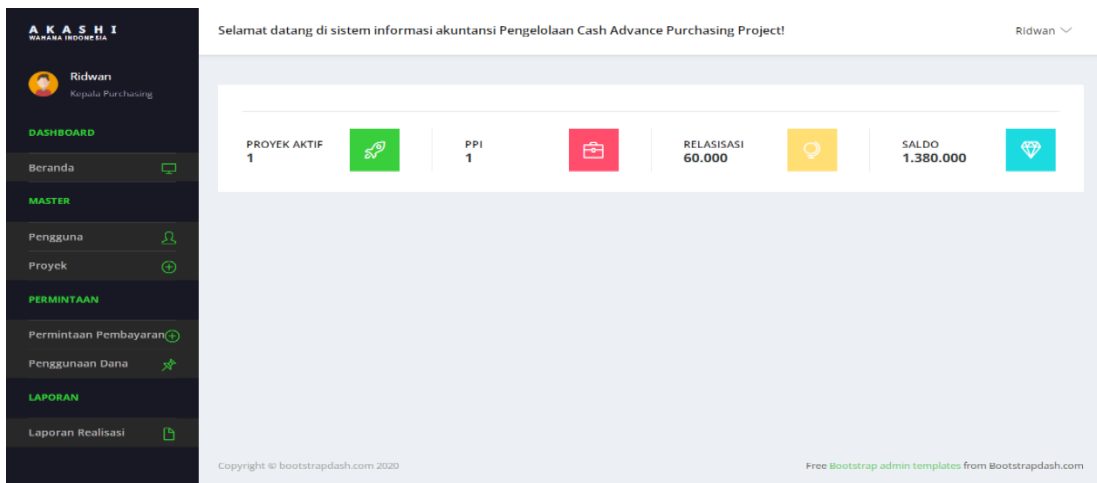 AKASHI
WAHANA INDONESIA
Selamat datang di sistem informasi akuntansi Pengelolaan Cash Advance Purchasing Project!
Ridwan
Ridwan
Kepala Purchasing
DASHBOARD
Beranda
MASTER
Pengguna
Proyek
PERMINTAAN
Permintaan Pembayaran
Penggunaan Dana
LAPORAN
Laporan Realisasi
PROYEK AKTIF
1
PPI
1
RELASISASI
60.000
SALDO
1.380.000
Copyright © bootstrapdash.com 2020
Free Bootstrap admin templates from Bootstrapdash.com